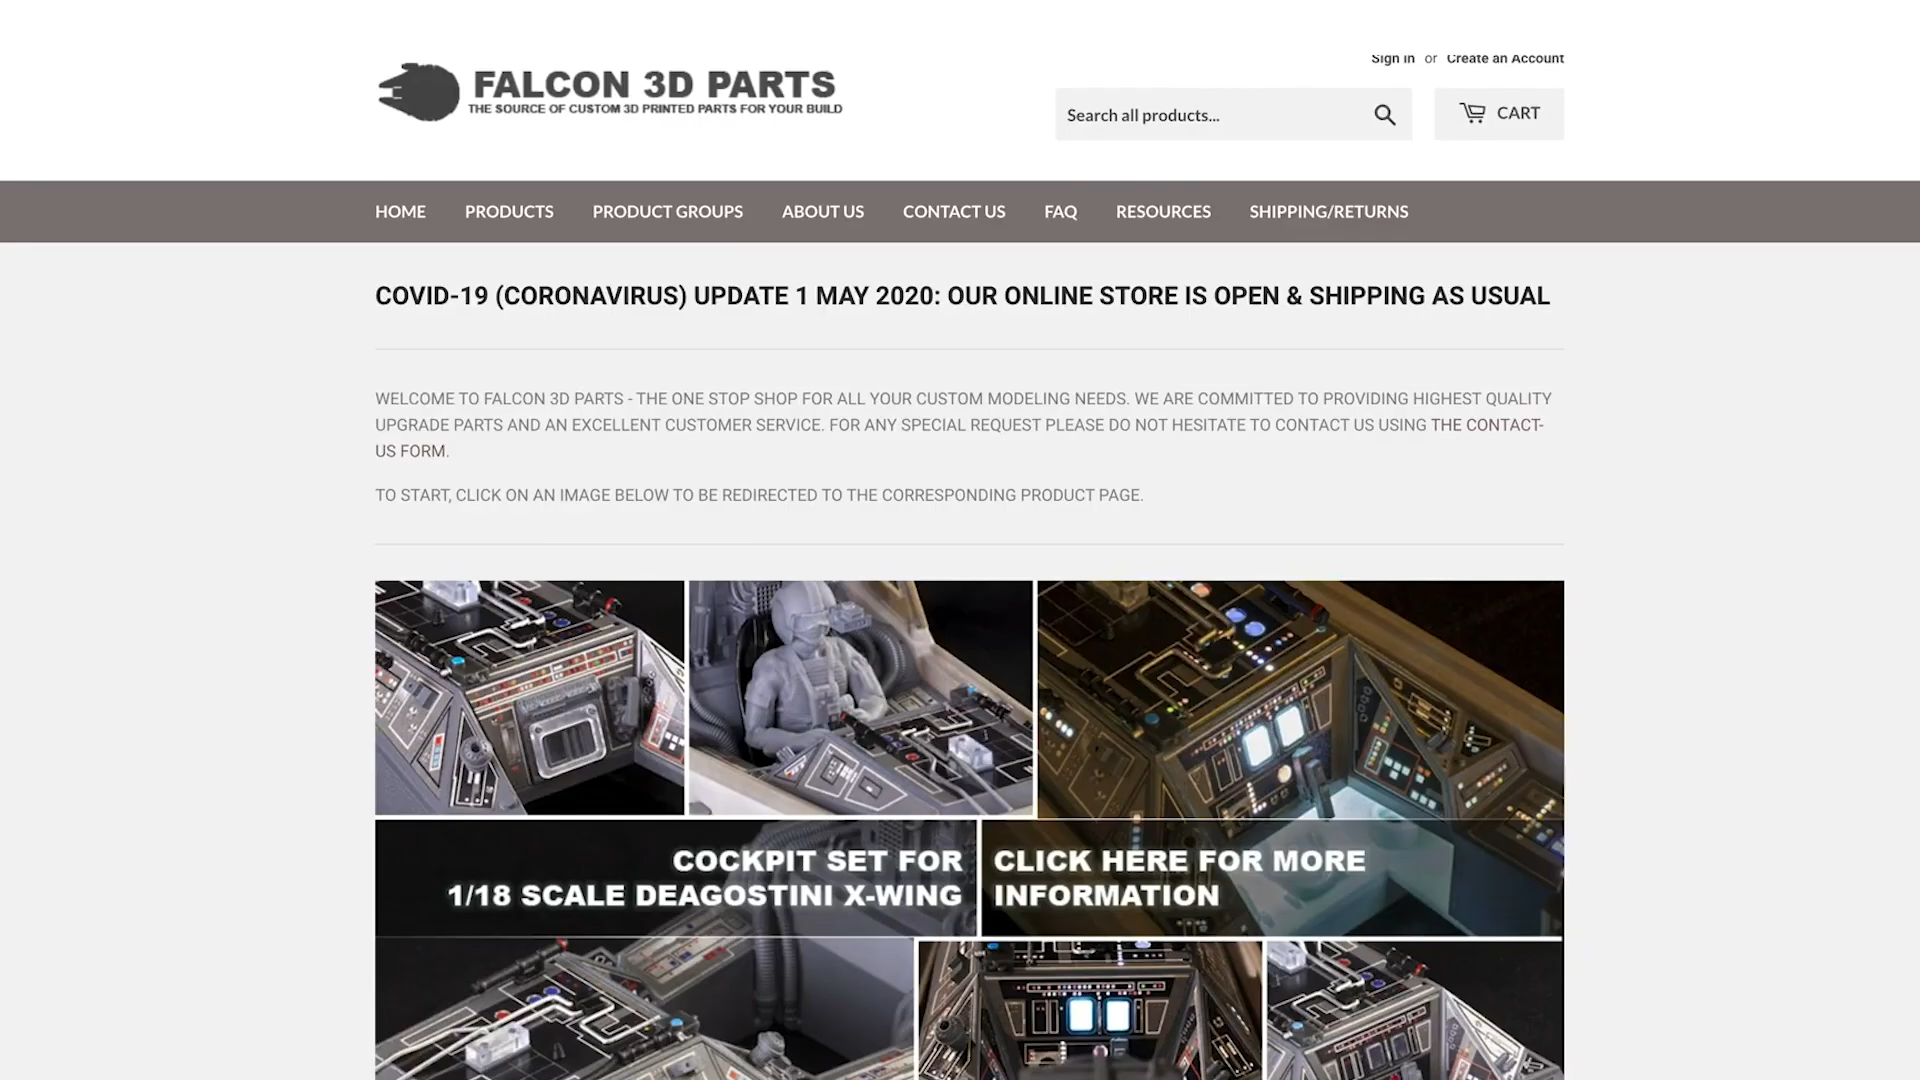 Sign in or Create an Account
FALCON 3D PARTS
THE SOURCE OF CUSTOM 3D PRINTED PARTS FOR YOUR BUILD
Search all products...
CART
HOME PRODUCTS PRODUCT GROUPS ABOUT US CONTACT US FAQ RESOURCES SHIPPING/RETURNS
COVID-19 (CORONAVIRUS) UPDATE 1 MAY 2020: OUR ONLINE STORE IS OPEN & SHIPPING AS USUAL
WELCOME TO FALCON 3D PARTS - THE ONE STOP SHOP FOR ALL YOUR CUSTOM MODELING NEEDS. WE ARE COMMITTED TO PROVIDING HIGHEST QUALITY
UPGRADE PARTS AND AN EXCELLENT CUSTOMER SERVICE. FOR ANY SPECIAL REQUEST PLEASE DO NOT HESITATE TO CONTACT US USING THE CONTACT-
US FORM.
TO START, CLICK ON AN IMAGE BELOW TO BE REDIRECTED TO THE CORRESPONDING PRODUCT PAGE.
COCKPIT SET FOR
1/18 SCALE DEAGOSTINI X-WING
CLICK HERE FOR MORE
INFORMATION